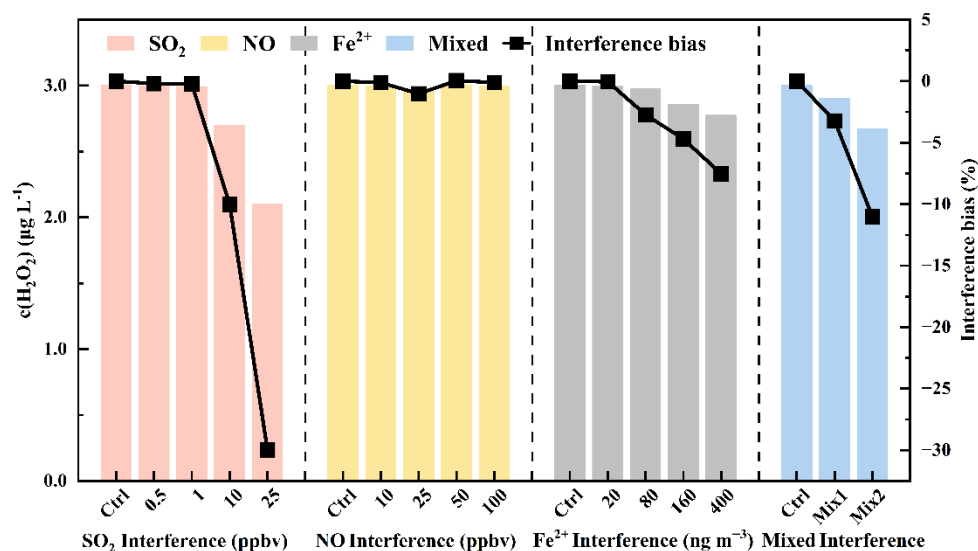 SO₂ NO Fe²⁺ Mixed Interference bias
c(H₂O₂) (μg L⁻¹)
3.0
2.0
1.0
0.0
5
0
−5
−10
−15
−20
−25
−30
Interference bias (%)
Ctrl 0.5 1 10 25 Ctrl 10 25 50 100 Ctrl 20 80 160 400 Ctrl Mix1 Mix2
SO₂ Interference (ppbv) NO Interference (ppbv) Fe²⁺ Interference (ng m⁻³) Mixed Interference